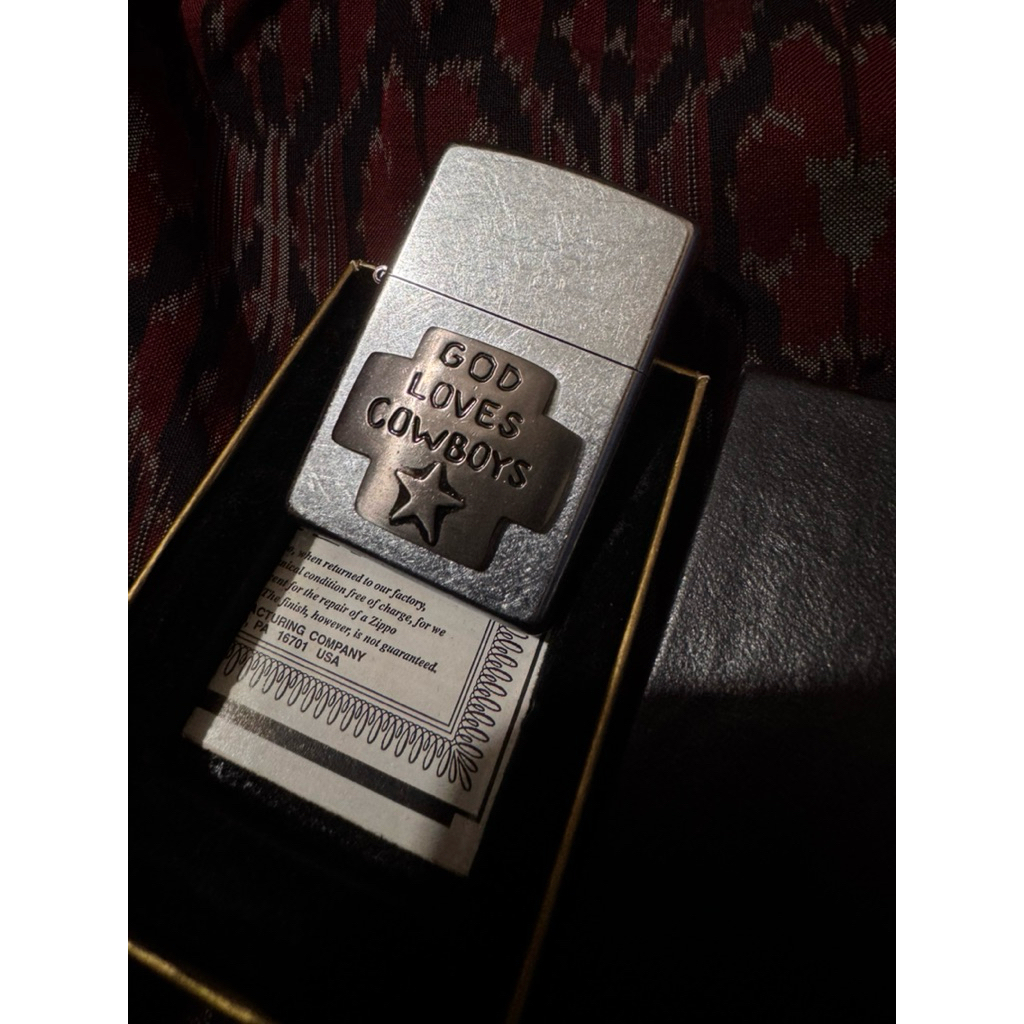 GOD
LOVES
COWBOYS
when returned to our factory,
condition free of charge, for we
for the repair of a Zippo
The finish, however, is not guaranteed.
COMPANY
PA 16701 USA